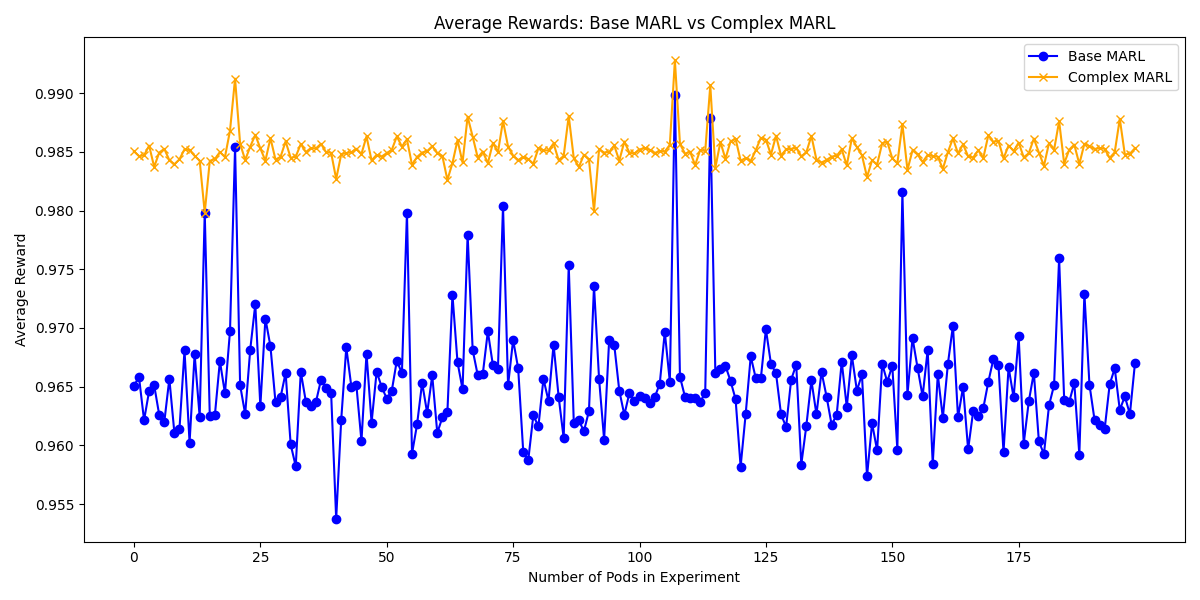 Average Rewards: Base MARL vs Complex MARL
Base MARL
Complex MARL
0.990
0.985
0.980
0.975
0.970
0.965
0.960
0.955
Average Reward
0 25 50 75 100 125 150 175
Number of Pods in Experiment